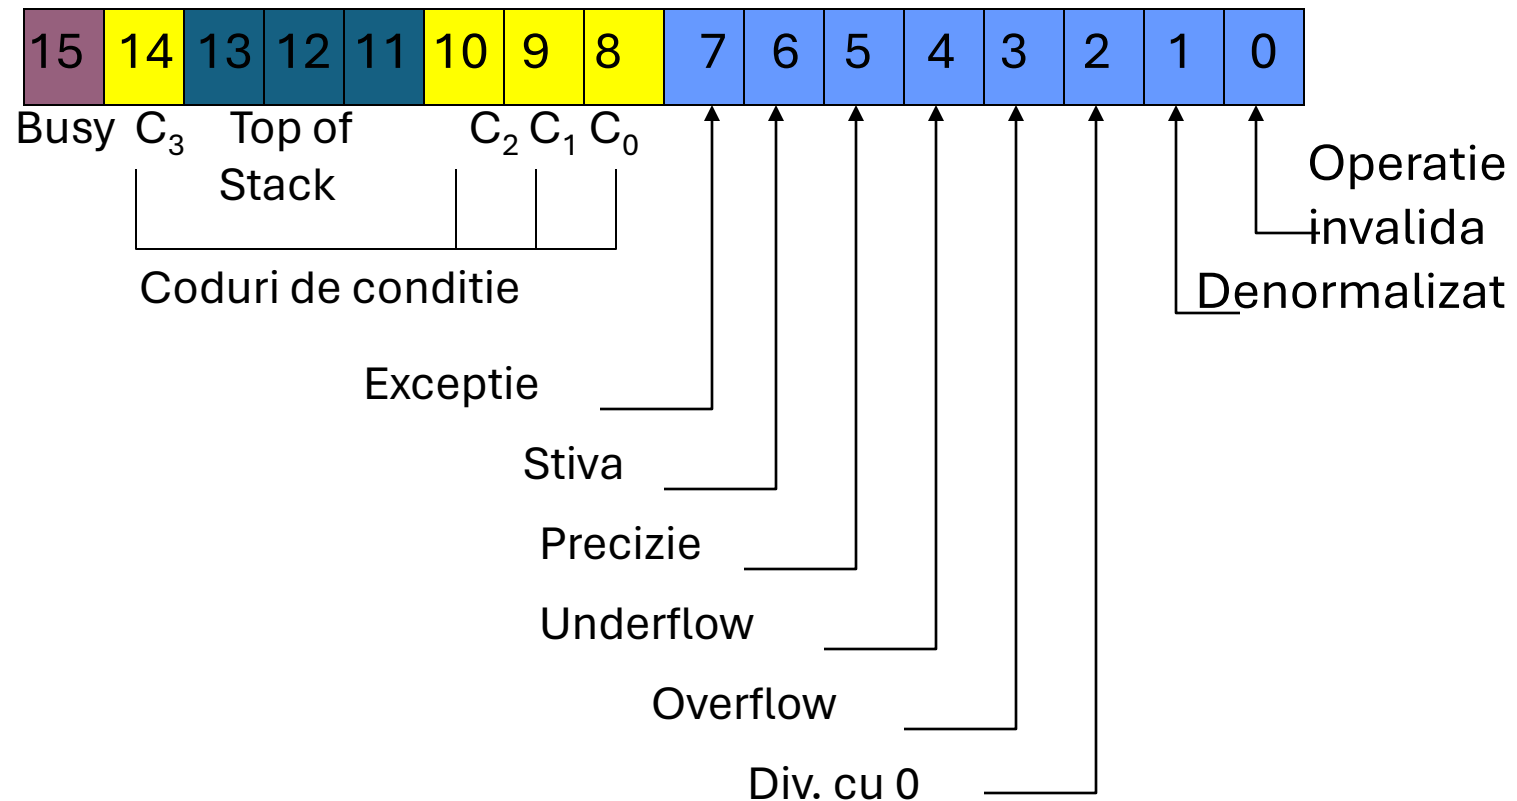 15 14 13 12 11 10 9 8 7 6 5 4 3 2 1 0
Busy C₃ Top of C₂ C₁ C₀
Stack
Operatie
invalida
Coduri de conditie
Denormalizat
Exceptie
Stiva
Precizie
Underflow
Overflow
Div. cu 0